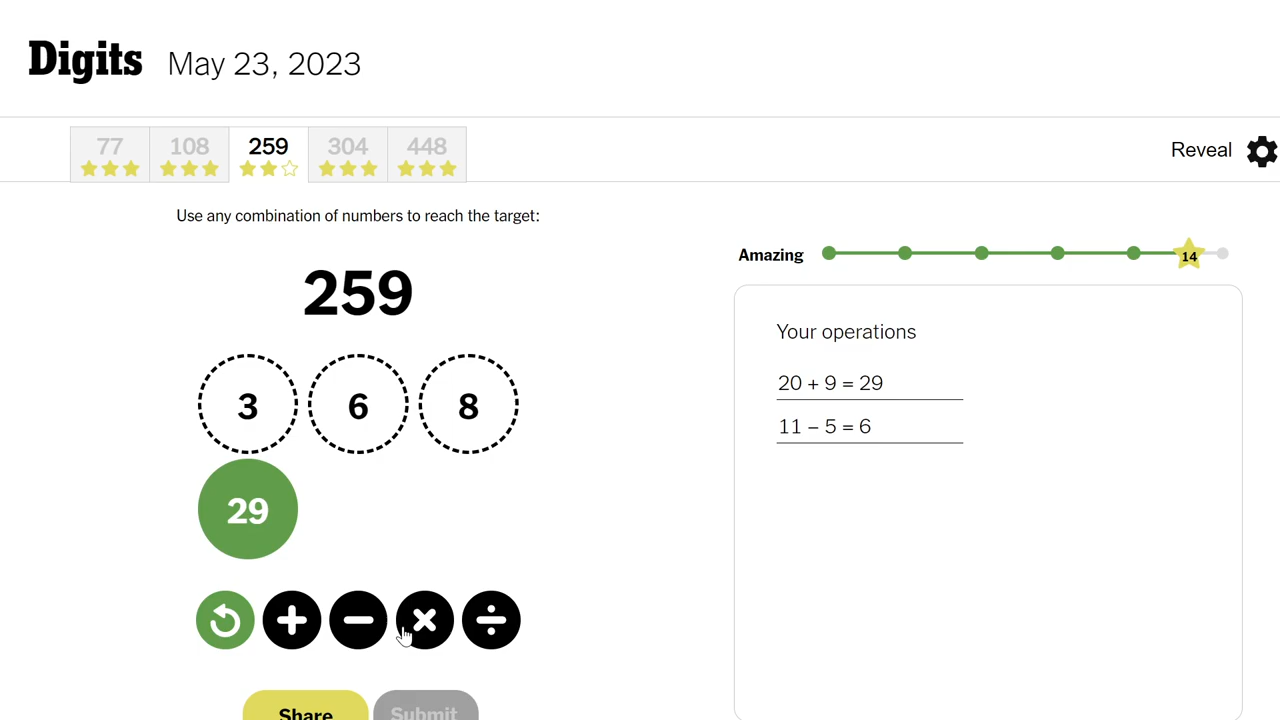 Digits May 23, 2023
77 108 259 304 448
Reveal
Use any combination of numbers to reach the target:
Amazing 14
259
Your operations
20 + 9 = 29
3 6 8
11 – 5 = 6
29
Share Submit